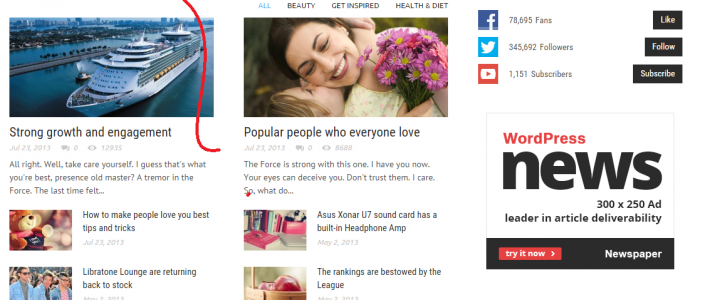 ALL BEAUTY GET INSPIRED HEALTH & DIET
Strong growth and engagement
Jul 23, 2013 0 12935
All right. Well, take care yourself. I guess that's what
you're best, presence old master? A tremor in the
Force. The last time felt...
How to make people love you best
tips and tricks
Jul 23, 2013
Libratone Lounge are returning
back to stock
May 2, 2013
Popular people who everyone love
Jul 23, 2013 0 8688
The Force is strong with this one. I have you now.
Your eyes can deceive you. Don't trust them. I care.
So, what do...
Asus Xonar U7 sound card has a
built-in Headphone Amp
May 2, 2013
The rankings are bestowed by the
League
May 2, 2013
78,695 Fans Like
345,692 Followers Follow
1,151 Subscribers Subscribe
WordPress
news
300 x 250 Ad
leader in article deliverability
try it now Newspaper